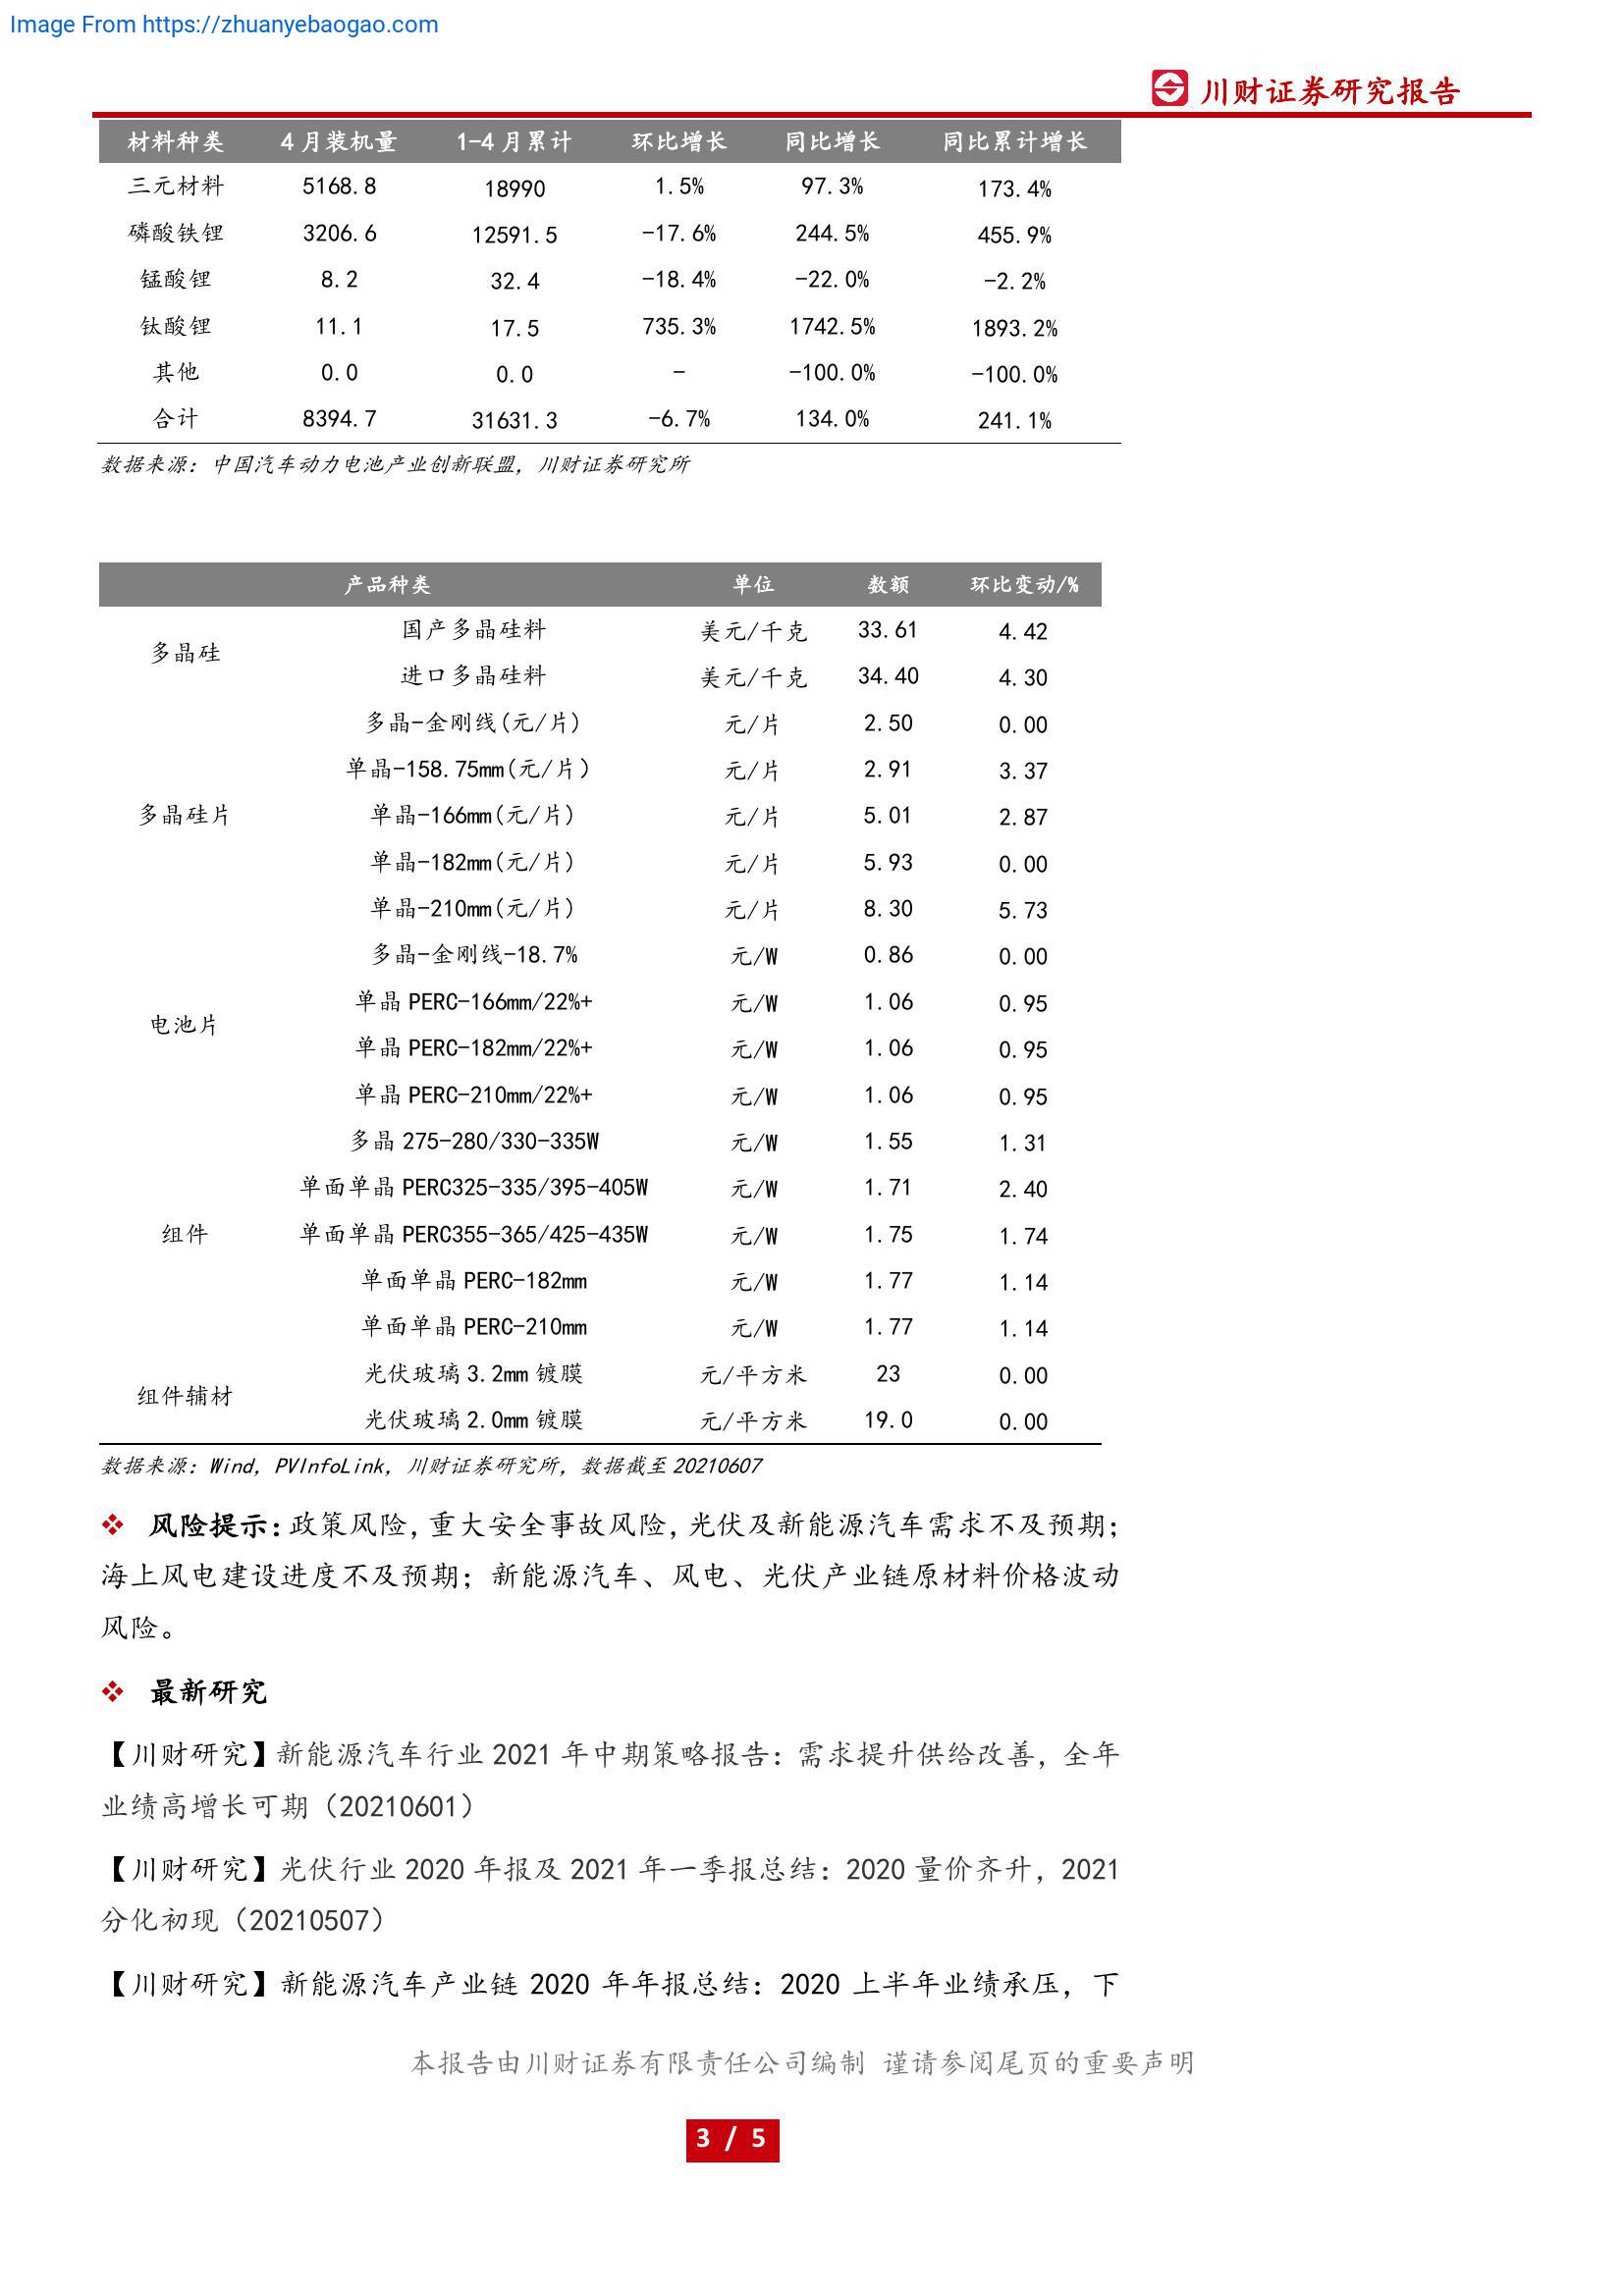 Image From https://zhuanyebaogao.com
川财证券研究报告
材料种类 4 月装机量 1-4 月累计 环比增长 同比增长 同比累计增长
三元材料 5168.8 18990 1.5% 97.3% 173.4%
磷酸铁锂 3206.6 12591.5 -17.6% 244.5% 455.9%
锰酸锂 8.2 32.4 -18.4% -22.0% -2.2%
钛酸锂 11.1 17.5 735.3% 1742.5% 1893.2%
其他 0.0 0.0 - -100.0% -100.0%
合计 8394.7 31631.3 -6.7% 134.0% 241.1%
数据来源：中国汽车动力电池产业创新联盟，川财证券研究所
产品种类 单位 数额 环比变动/%
多晶硅 国产多晶硅料 美元/千克 33.61 4.42
进口多晶硅料 美元/千克 34.40 4.30
多晶-金刚线(元/片) 元/片 2.50 0.00
单晶-158.75mm(元/片) 元/片 2.91 3.37
多晶硅片 单晶-166mm(元/片) 元/片 5.01 2.87
单晶-182mm(元/片) 元/片 5.93 0.00
单晶-210mm(元/片) 元/片 8.30 5.73
多晶-金刚线-18.7% 元/W 0.86 0.00
单晶 PERC-166mm/22%+ 元/W 1.06 0.95
电池片
单晶 PERC-182mm/22%+ 元/W 1.06 0.95
单晶 PERC-210mm/22%+ 元/W 1.06 0.95
多晶 275-280/330-335W 元/W 1.55 1.31
单面单晶 PERC325-335/395-405W 元/W 1.71 2.40
组件 单面单晶 PERC355-365/425-435W 元/W 1.75 1.74
单面单晶 PERC-182mm 元/W 1.77 1.14
单面单晶 PERC-210mm 元/W 1.77 1.14
光伏玻璃 3.2mm 镀膜 元/平方米 23 0.00
组件辅材
光伏玻璃 2.0mm 镀膜 元/平方米 19.0 0.00
数据来源：Wind，PVInfoLink，川财证券研究所，数据截至 20210607
❖ 风险提示：政策风险，重大安全事故风险，光伏及新能源汽车需求不及预期；
海上风电建设进度不及预期；新能源汽车、风电、光伏产业链原材料价格波动
风险。
❖ 最新研究
【川财研究】新能源汽车行业 2021 年中期策略报告：需求提升供给改善，全年
业绩高增长可期（20210601）
【川财研究】光伏行业 2020 年报及 2021 年一季报总结：2020 量价齐升，2021
分化初现（20210507）
【川财研究】新能源汽车产业链 2020 年年报总结：2020 上半年业绩承压，下
本报告由川财证券有限责任公司编制 谨请参阅尾页的重要声明
3 / 5